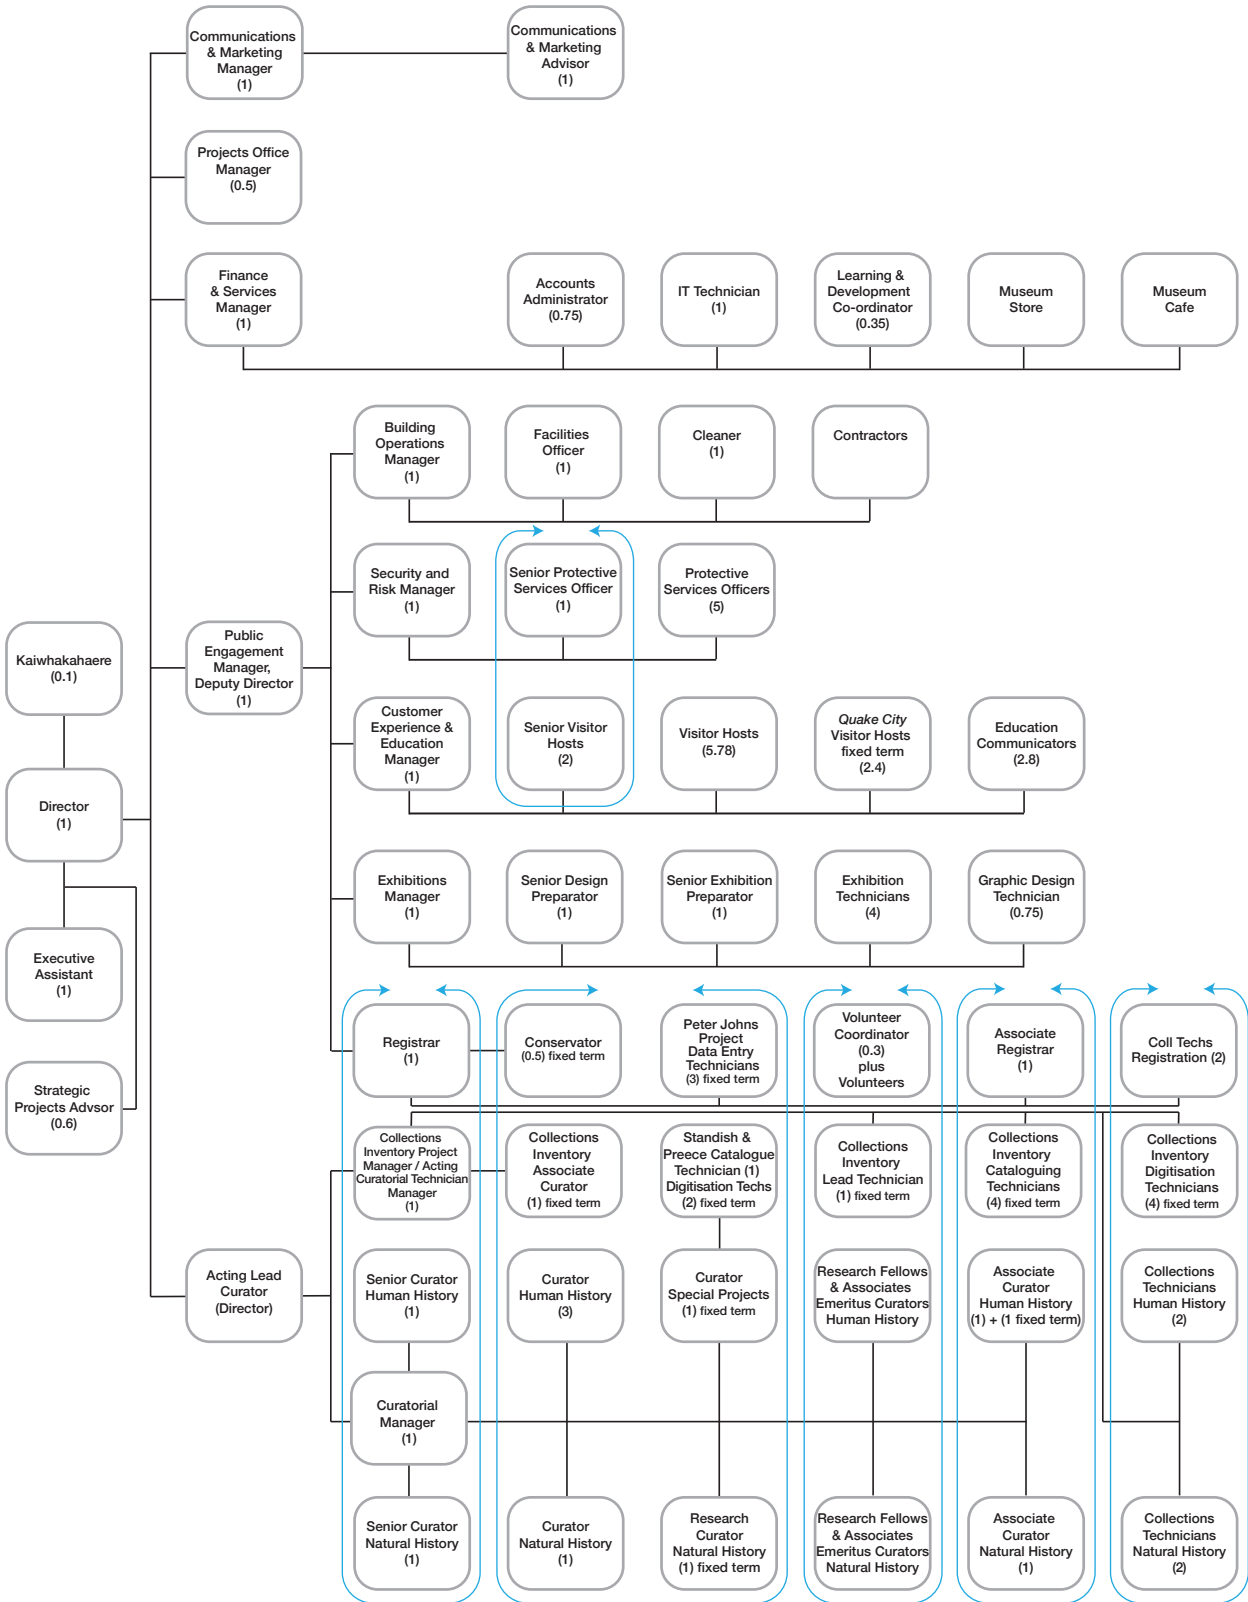 Communications
& Marketing
Manager
(1)
Communications
& Marketing
Advisor
(1)
Projects Office
Manager
(0.5)
Finance
& Services
Manager
(1)
Accounts
Administrator
(0.75)
IT Technician
(1)
Learning &
Development
Co-ordinator
(0.35)
Museum
Store
Museum
Cafe
Building
Operations
Manager
(1)
Facilities
Officer
(1)
Cleaner
(1)
Contractors
Security and
Risk Manager
(1)
Senior Protective
Services Officer
(1)
Protective
Services Officers
(5)
Kaiwhakahaere
(0.1)
Public
Engagement
Manager,
Deputy Director
(1)
Customer
Experience &
Education
Manager
(1)
Senior Visitor
Hosts
(2)
Visitor Hosts
(5.78)
Quake City
Visitor Hosts
fixed term
(2.4)
Education
Communicators
(2.8)
Director
(1)
Exhibitions
Manager
(1)
Senior Design
Preparator
(1)
Senior Exhibition
Preparator
(1)
Exhibition
Technicians
(4)
Graphic Design
Technician
(0.75)
Executive
Assistant
(1)
Registrar
(1)
Conservator
(0.5) fixed term
Peter Johns
Project
Data Entry
Technicians
(3) fixed term
Volunteer
Coordinator
(0.3)
plus
Volunteers
Associate
Registrar
(1)
Coll Techs
Registration (2)
Strategic
Projects Advsor
(0.6)
Collections
Inventory Project
Manager / Acting
Curatorial Technician
Manager
(1)
Collections
Inventory
Associate
Curator
(1) fixed term
Standish &
Preece Catalogue
Technician (1)
Digitisation Techs
(2) fixed term
Collections
Inventory
Lead Technician
(1) fixed term
Collections
Inventory
Cataloguing
Technicians
(4) fixed term
Collections
Inventory
Digitisation
Technicians
(4) fixed term
Acting Lead
Curator
(Director)
Senior Curator
Human History
(1)
Curator
Human History
(3)
Curator
Special Projects
(1) fixed term
Research Fellows
& Associates
Emeritus Curators
Human History
Associate
Curator
Human History
(1) + (1 fixed term)
Collections
Technicians
Human History
(2)
Curatorial
Manager
(1)
Senior Curator
Natural History
(1)
Curator
Natural History
(1)
Research
Curator
Natural History
(1) fixed term
Research Fellows
& Associates
Emeritus Curators
Natural History
Associate
Curator
Natural History
(1)
Collections
Technicians
Natural History
(2)